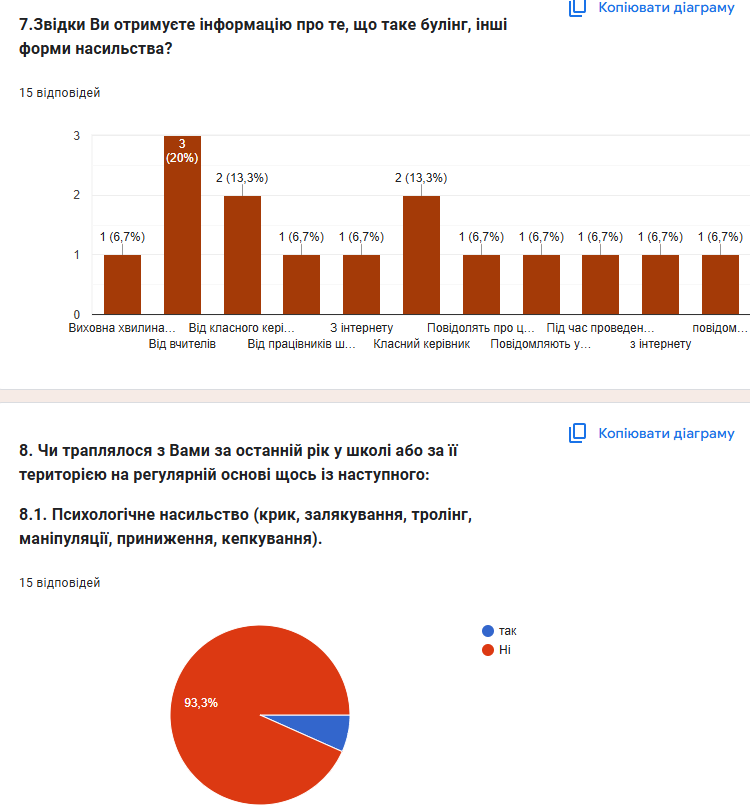 Копіювати діаграму
7.Звідки Ви отримуєте інформацію про те, що таке булінг, інші
форми насильства?
15 відповідей
3
2
1
0
1 (6,7%)
3
(20%)
2 (13,3%)
1 (6,7%)
1 (6,7%)
2 (13,3%)
1 (6,7%)
1 (6,7%)
1 (6,7%)
1 (6,7%)
1 (6,7%)
Виховна хвилина…
Від вчителів
Від класного кері…
Від працівників ш…
З інтернету
Класний керівник
Повідолять про ц…
Повідомляють у…
Під час проведен…
з інтернету
повідом…
Копіювати діаграму
8. Чи траплялося з Вами за останній рік у школі або за її
територією на регулярній основі щось із наступного:
8.1. Психологічне насильство (крик, залякування, тролінг,
маніпуляції, приниження, кепкування).
15 відповідей
так
Ні
93,3%